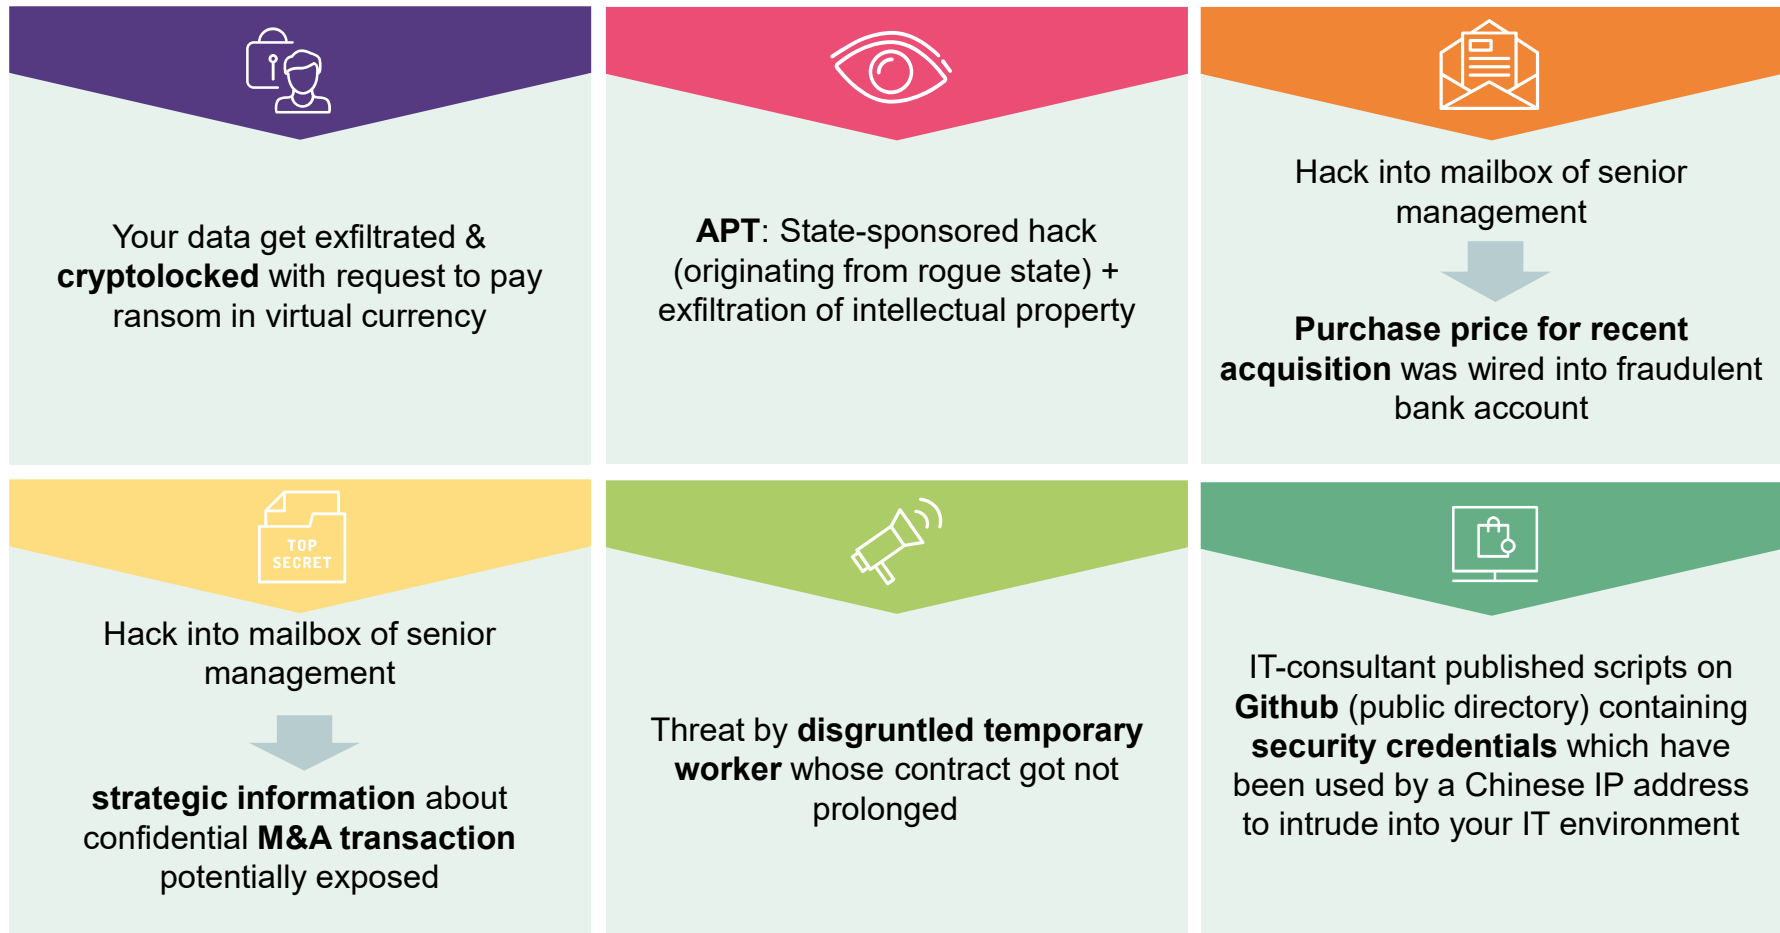 Your data get exfiltrated &
cryptolocked with request to pay
ransom in virtual currency
APT: State-sponsored hack
(originating from rogue state) +
exfiltration of intellectual property
Hack into mailbox of senior
management
Purchase price for recent
acquisition was wired into fraudulent
bank account
TOP
SECRET
Hack into mailbox of senior
management
strategic information about
confidential M&A transaction
potentially exposed
Threat by disgruntled temporary
worker whose contract got not
prolonged
IT-consultant published scripts on
Github (public directory) containing
security credentials which have
been used by a Chinese IP address
to intrude into your IT environment